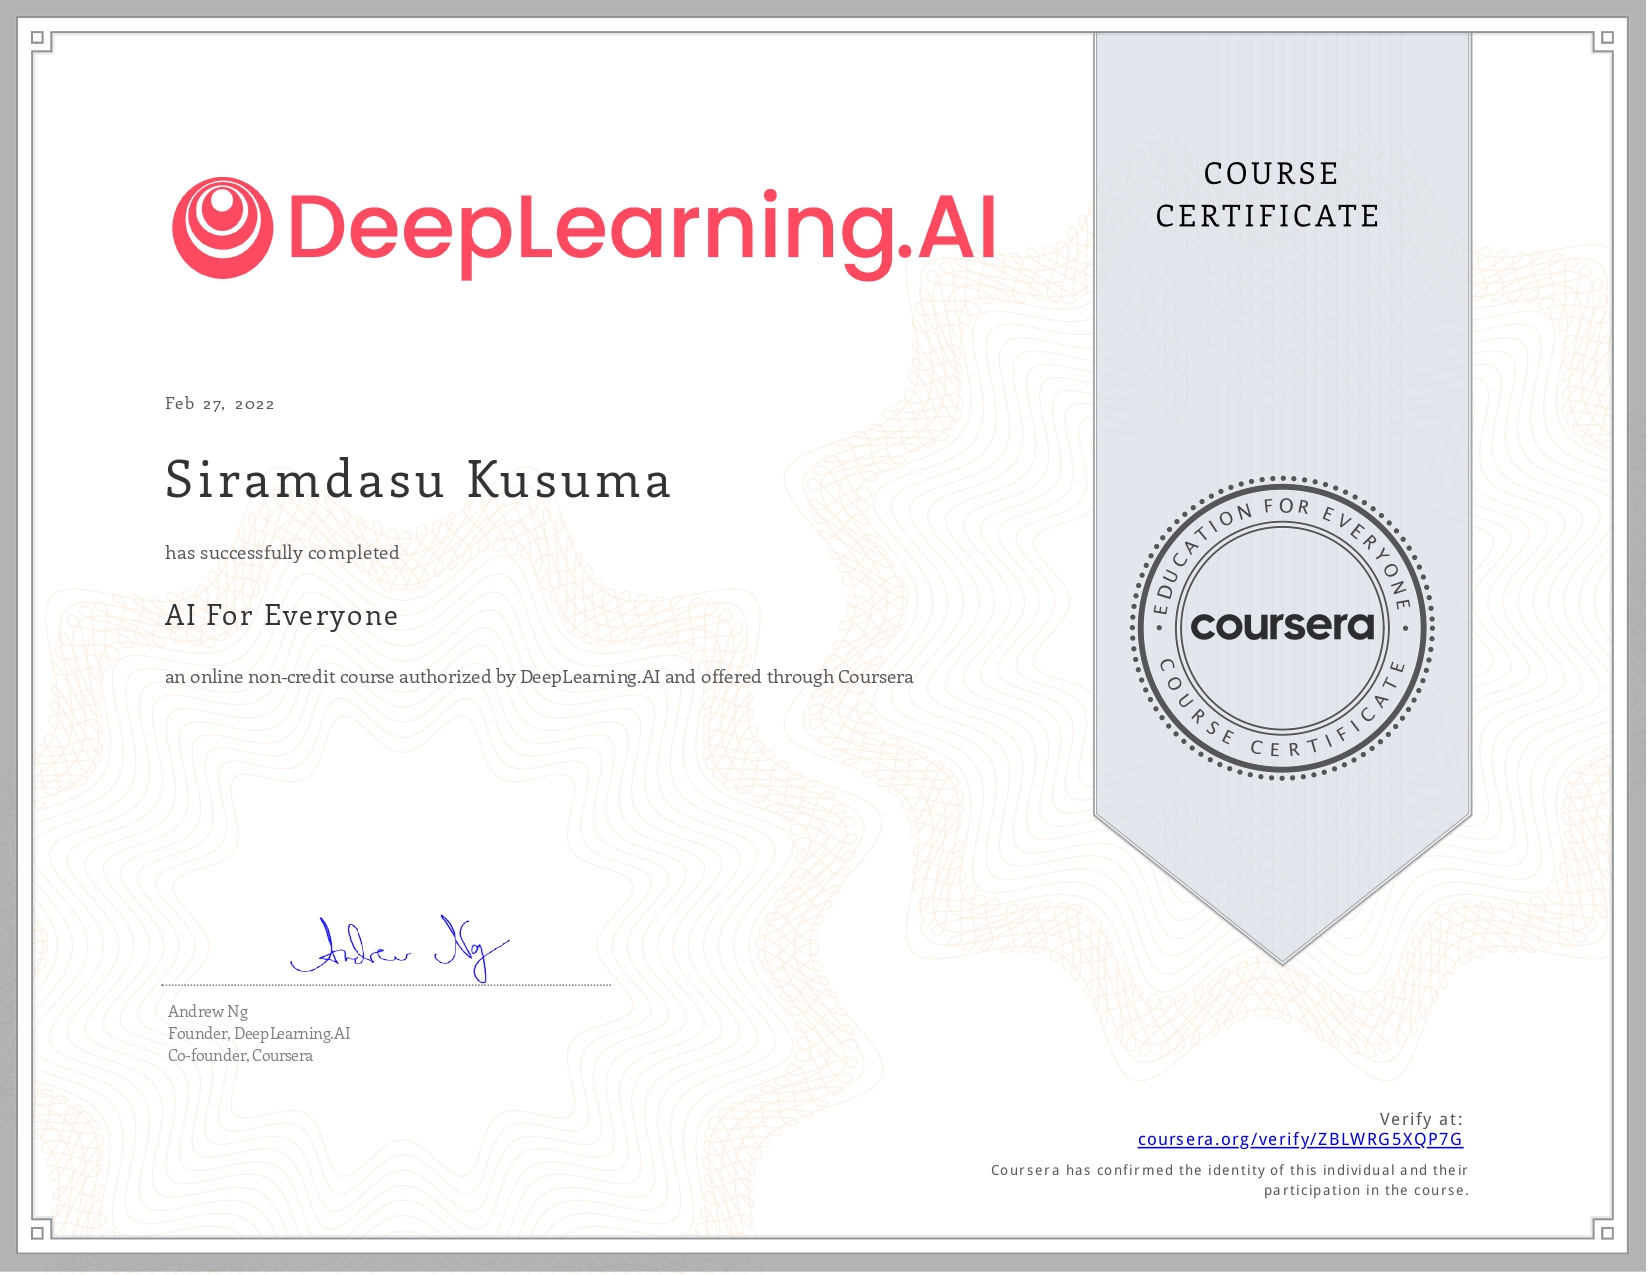 DeepLearning.AI
COURSE
CERTIFICATE
Feb 27, 2022
Siramdasu Kusuma
has successfully completed
AI For Everyone
an online non-credit course authorized by DeepLearning.AI and offered through Coursera
EDUCATION FOR EVERYONE
coursera
COURSE CERTIFICATE
Andrew Ng
Andrew Ng
Founder, DeepLearning.AI
Co-founder, Coursera
Verify at:
coursera.org/verify/ZBLWRG5XQP7G
Coursera has confirmed the identity of this individual and their
participation in the course.